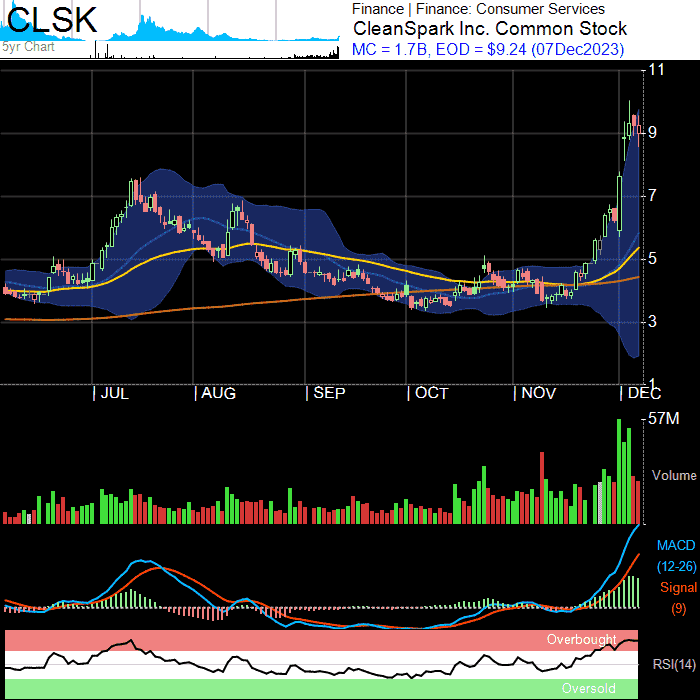 CLSK
5yr Chart
Finance | Finance: Consumer Services
CleanSpark Inc. Common Stock
MC = 1.7B, EOD = $9.24 (07Dec2023)
11
9
7
5
3
1
| JUL | AUG | SEP | OCT | NOV | DEC
57M
Volume
MACD
(12-26)
Signal
(9)
Overbought
RSI(14)
Oversold